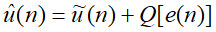 û(n) = ũ(n) + Q[e(n)]